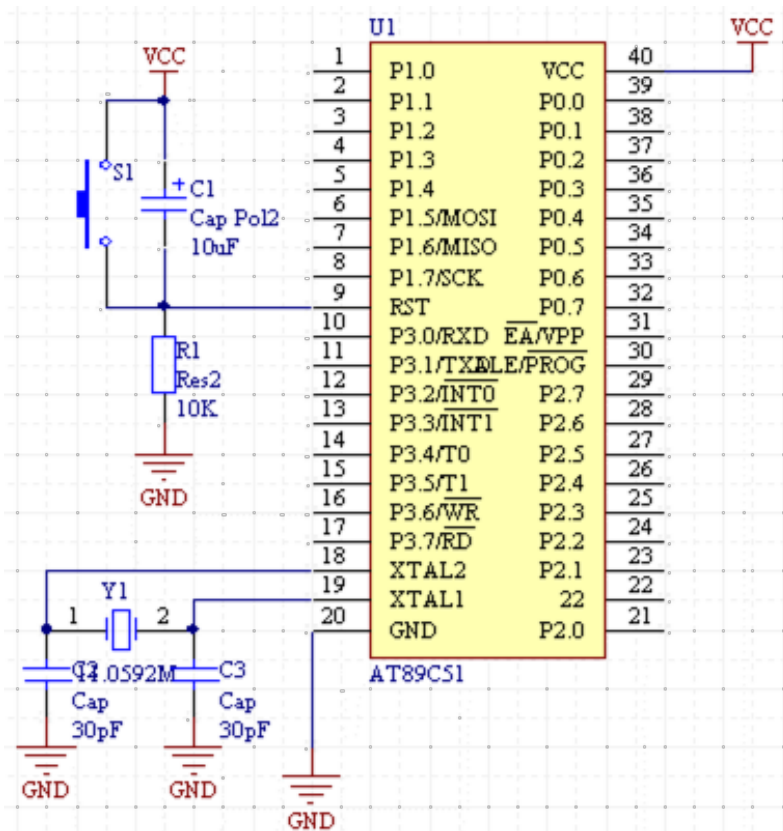 U1
VCC
VCC
1 P1.0 VCC 40
2 P1.1 P0.0 39
3 P1.2 P0.1 38
4 P1.3 P0.2 37
5 P1.4 P0.3 36
6 P1.5/MOSI P0.4 35
7 P1.6/MISO P0.5 34
8 P1.7/SCK P0.6 33
9 RST P0.7 32
10 P3.0/RXD EA/VPP 31
11 P3.1/TXD ALE/PROG 30
12 P3.2/INT0 P2.7 29
13 P3.3/INT1 P2.6 28
14 P3.4/T0 P2.5 27
15 P3.5/T1 P2.4 26
16 P3.6/WR P2.3 25
17 P3.7/RD P2.2 24
18 XTAL2 P2.1 23
19 XTAL1 22 22
20 GND P2.0 21
AT89C51
S1
+
C1
Cap Pol2
10uF
R1
Res2
10K
GND
Y1
1 2
C2
Cap
30pF
C3
Cap
30pF
GND
GND
GND